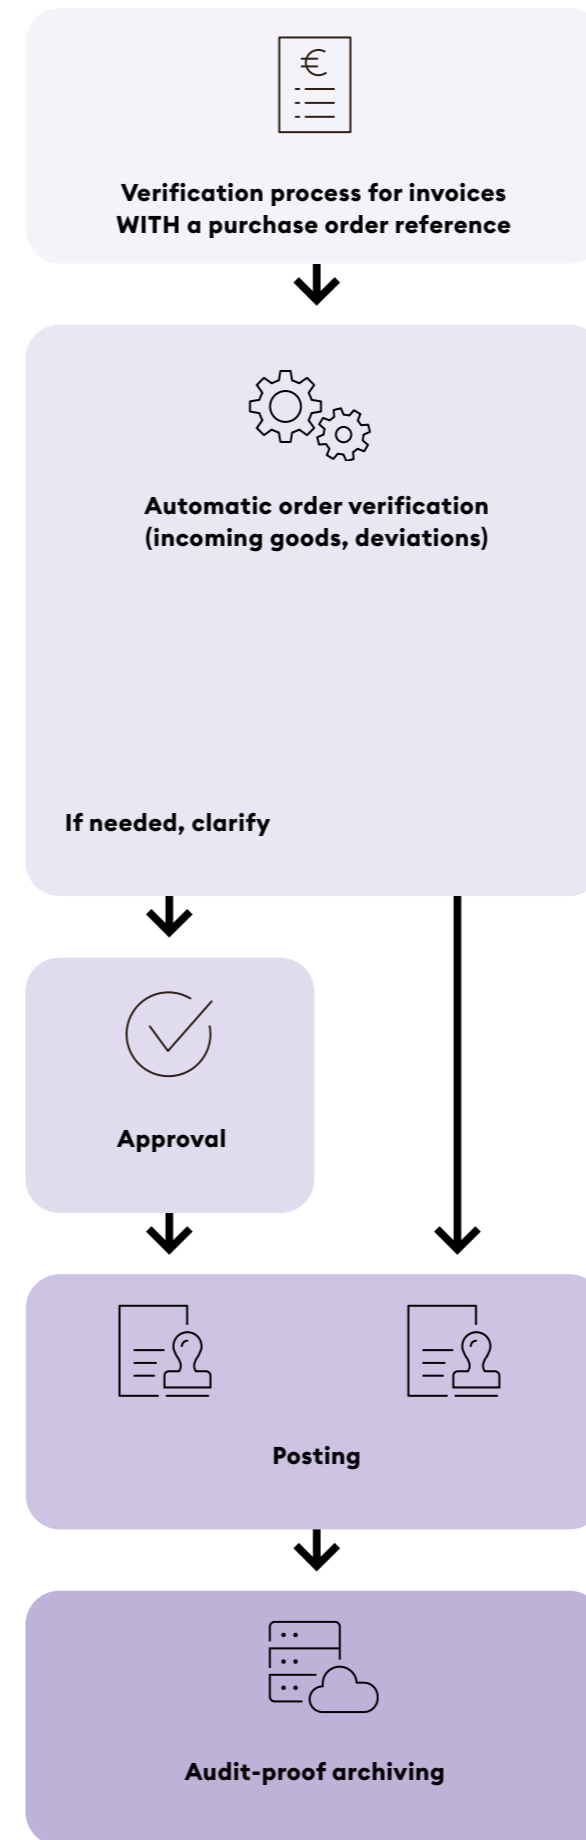 €
Verification process for invoices
WITH a purchase order reference
Automatic order verification
(incoming goods, deviations)
If needed, clarify
Approval
Posting
Audit-proof archiving